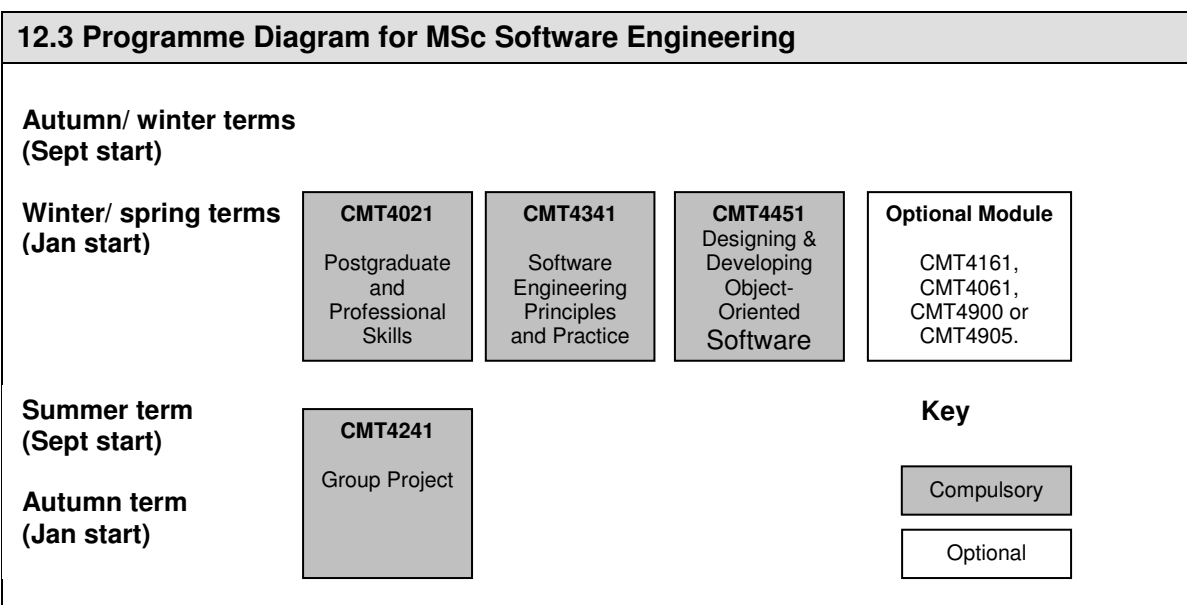 12.3 Programme Diagram for MSc Software Engineering
Autumn/ winter terms
(Sept start)
Winter/ spring terms
(Jan start)
CMT4021
Postgraduate
and
Professional
Skills
CMT4341
Software
Engineering
Principles
and Practice
CMT4451
Designing &
Developing
Object-
Oriented
Software
Optional Module
CMT4161,
CMT4061,
CMT4900 or
CMT4905.
Summer term
(Sept start)
Autumn term
(Jan start)
CMT4241
Group Project
Key
Compulsory
Optional